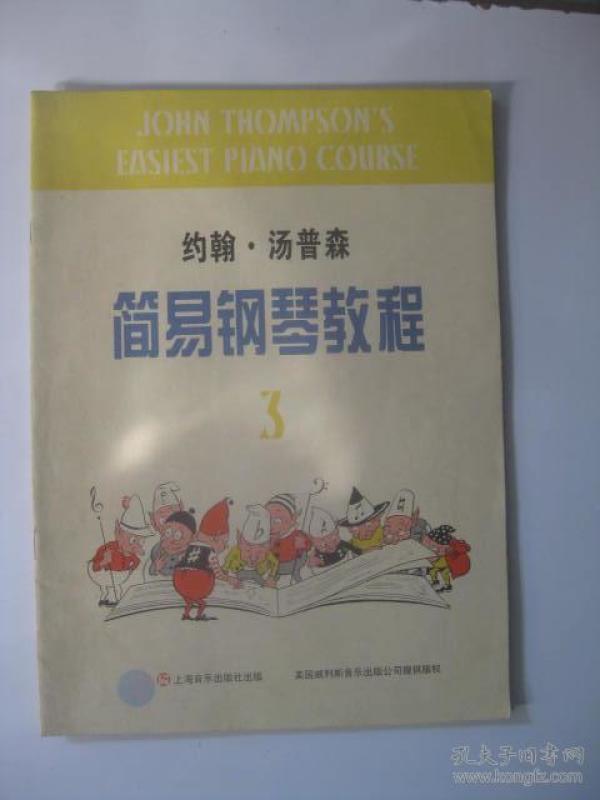 JOHN THOMPSON'S
EASIEST PIANO COURSE
约翰·汤普森
简易钢琴教程
3
上海音乐出版社出版 美国威利斯音乐出版公司提供版权
孔夫子旧书网
www.kongfz.com